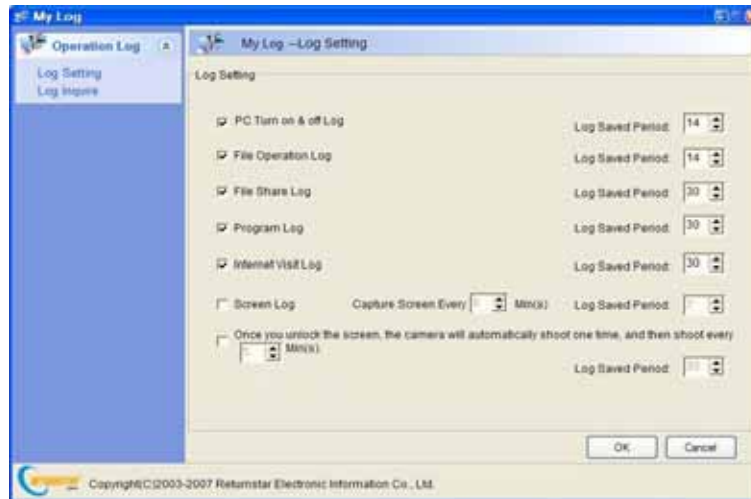 My Log
Operation Log
My Log --Log Setting
Log Setting
Log Inquire
Log Setting
PC Turn on & off Log
Log Saved Period: 14
File Operation Log
Log Saved Period: 14
File Share Log
Log Saved Period: 30
Program Log
Log Saved Period: 30
Internet Visit Log
Log Saved Period: 30
Screen Log Capture Screen Every Min(s) Log Saved Period:
Once you unlock the screen, the camera will automatically shoot one time, and then shoot every
Min(s).
Log Saved Period:
OK Cancel
Copyright(C)2003-2007 Returnstar Electronic Information Co., Ltd.